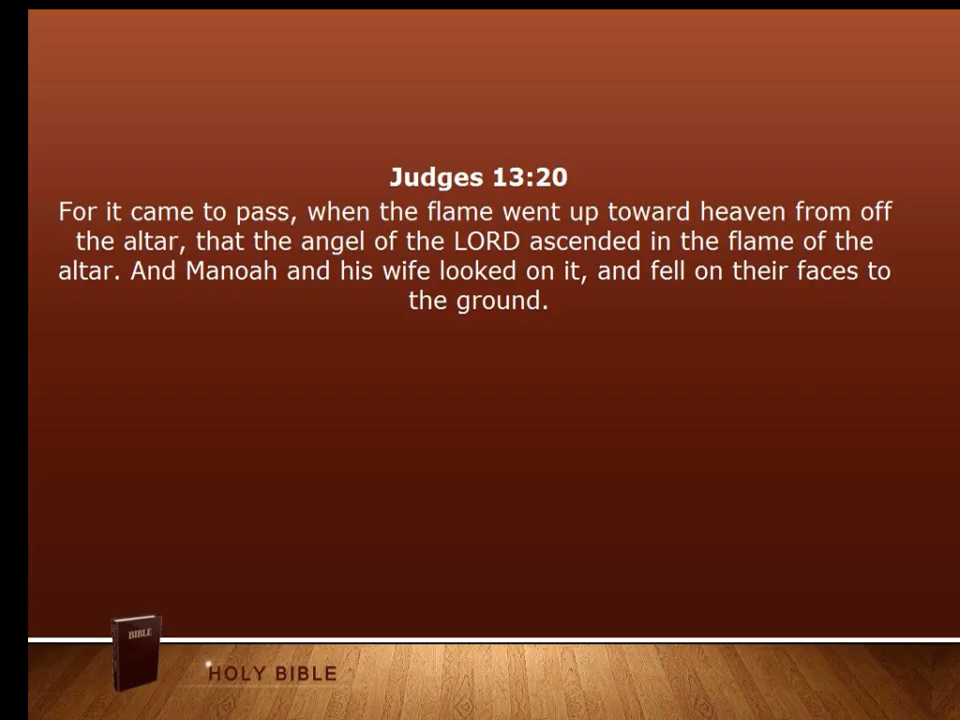 Judges 13:20
For it came to pass, when the flame went up toward heaven from off
the altar, that the angel of the LORD ascended in the flame of the
altar. And Manoah and his wife looked on it, and fell on their faces to
the ground.
BIBLE
HOLY BIBLE